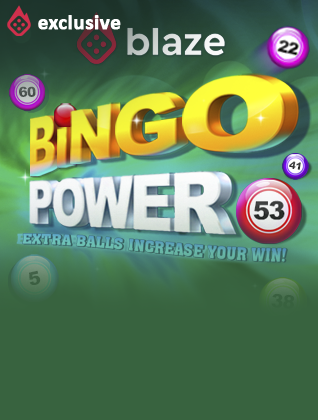 exclusive
blaze
22
60
BiNGO
41
POWER
53
EXTRA BALLS INCREASE YOUR WIN!
5
38